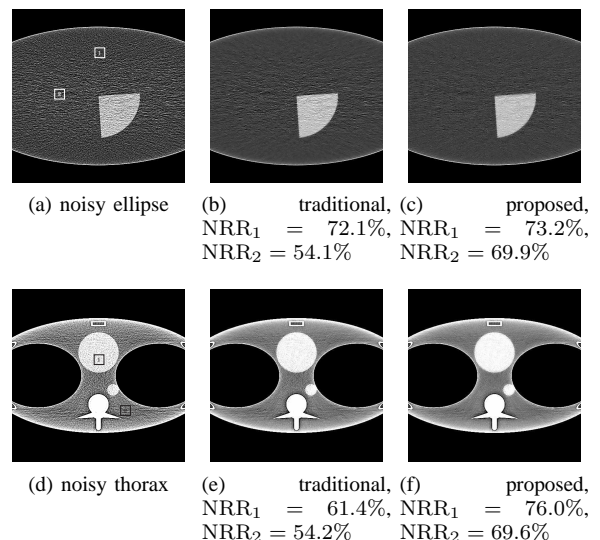 (a) noisy ellipse
(b) traditional,
NRR₁ = 72.1%,
NRR₂ = 54.1%
(c) proposed,
NRR₁ = 73.2%,
NRR₂ = 69.9%
(d) noisy thorax
(e) traditional,
NRR₁ = 61.4%,
NRR₂ = 54.2%
(f) proposed,
NRR₁ = 76.0%,
NRR₂ = 69.6%